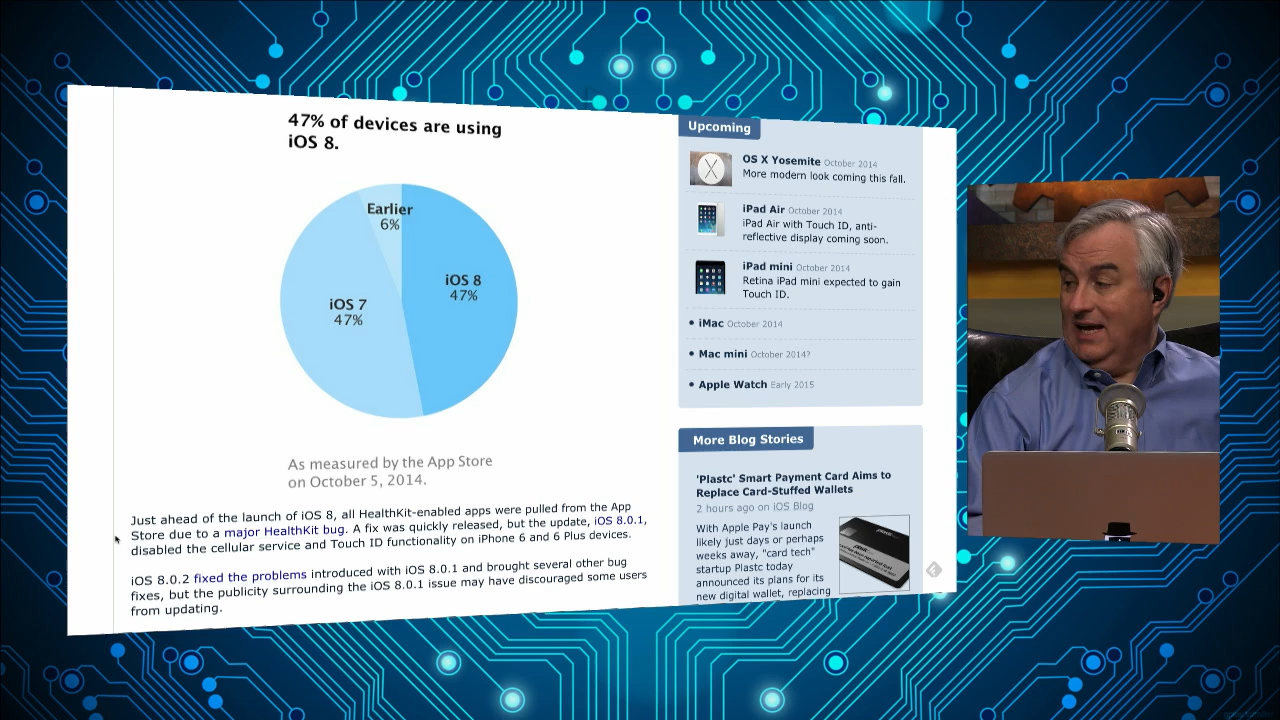 47% of devices are using
iOS 8.
Earlier
6%
iOS 8
47%
iOS 7
47%
As measured by the App Store
on October 5, 2014.
Just ahead of the launch of iOS 8, all HealthKit-enabled apps were pulled from the App
Store due to a major HealthKit bug. A fix was quickly released, but the update, iOS 8.0.1,
disabled the cellular service and Touch ID functionality on iPhone 6 and 6 Plus devices.
iOS 8.0.2 fixed the problems introduced with iOS 8.0.1 and brought several other bug
fixes, but the publicity surrounding the iOS 8.0.1 issue may have discouraged some users
from updating.
Upcoming
OS X Yosemite October 2014
More modern look coming this fall.
iPad Air October 2014
iPad Air with Touch ID, anti-
reflective display coming soon.
iPad mini October 2014
Retina iPad mini expected to gain
Touch ID.
• iMac October 2014
• Mac mini October 2014?
• Apple Watch Early 2015
More Blog Stories
'Plastc' Smart Payment Card Aims to
Replace Card-Stuffed Wallets
2 hours ago on iOS Blog
With Apple Pay's launch
likely just days or perhaps
weeks away, "card tech"
startup Plastc today
announced its plans for its
new digital wallet, replacing